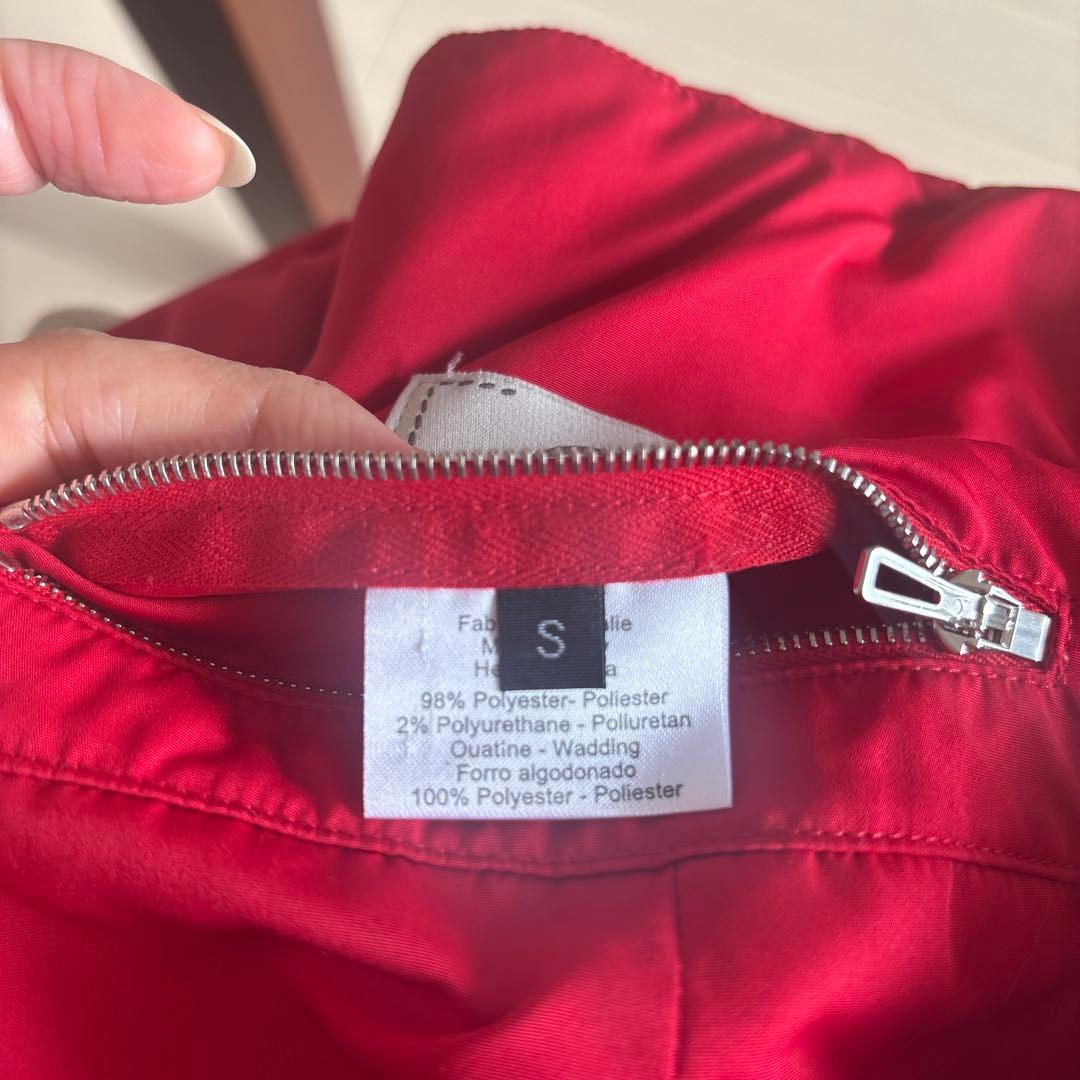 S
98% Polyester- Poliester
2% Polyurethane - Poliuretan
Ouatine - Wadding
Forro algodonado
100% Polyester - Poliester